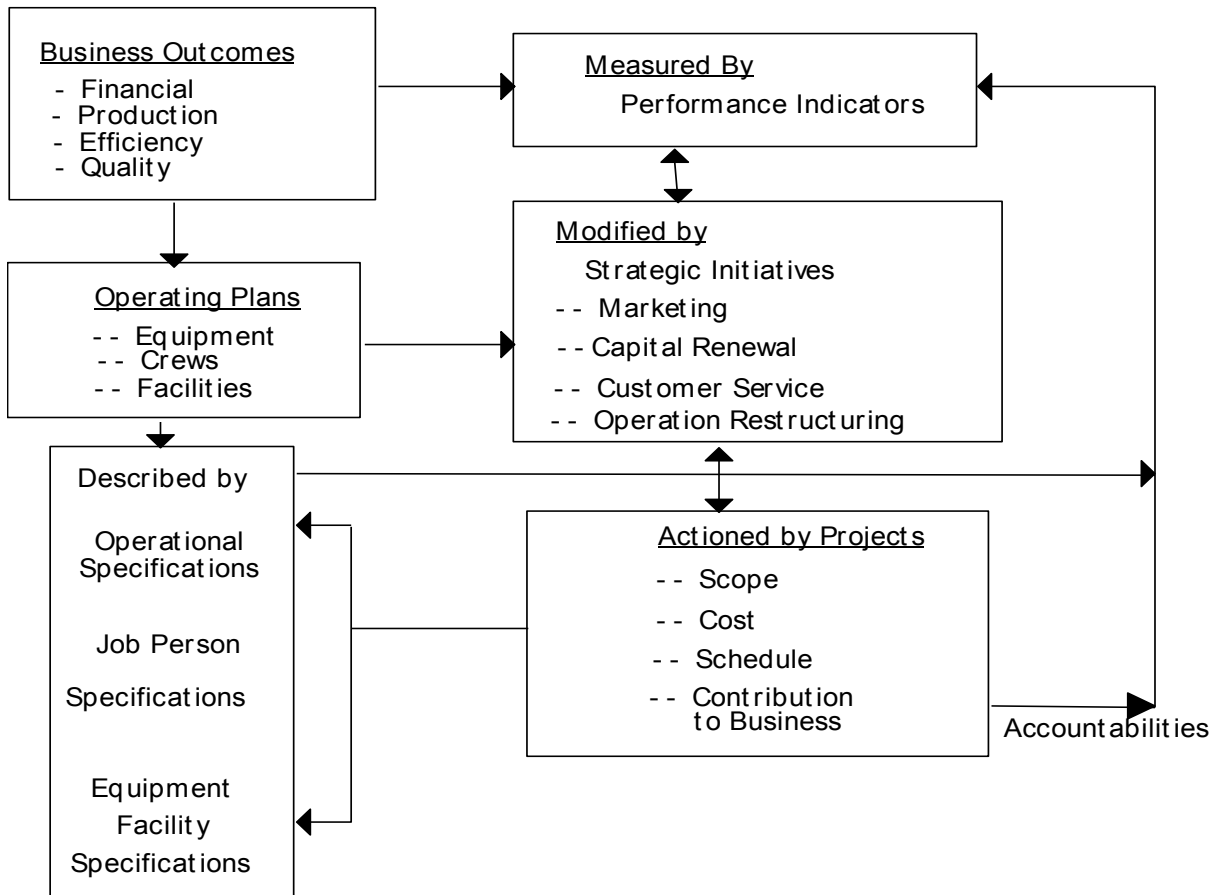 Business Outcomes
- Financial
- Production
- Efficiency
- Quality
Measured By
Performance Indicators
Operating Plans
-- Equipment
-- Crews
-- Facilities
Modified by
Strategic Initiatives
-- Marketing
-- Capital Renewal
-- Customer Service
-- Operation Restructuring
Described by
Operational
Specifications
Job Person
Specifications
Equipment
Facility
Specifications
Actioned by Projects
-- Scope
-- Cost
-- Schedule
-- Contribution
to Business
Accountabilities